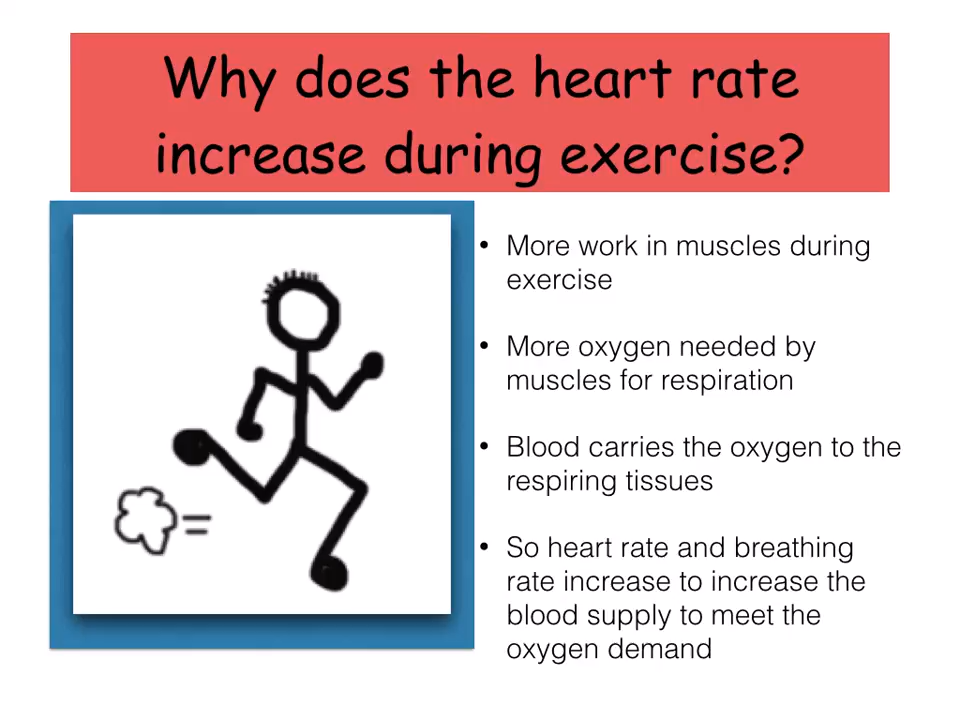 Why does the heart rate
increase during exercise?
• More work in muscles during
exercise
• More oxygen needed by
muscles for respiration
• Blood carries the oxygen to the
respiring tissues
• So heart rate and breathing
rate increase to increase the
blood supply to meet the
oxygen demand